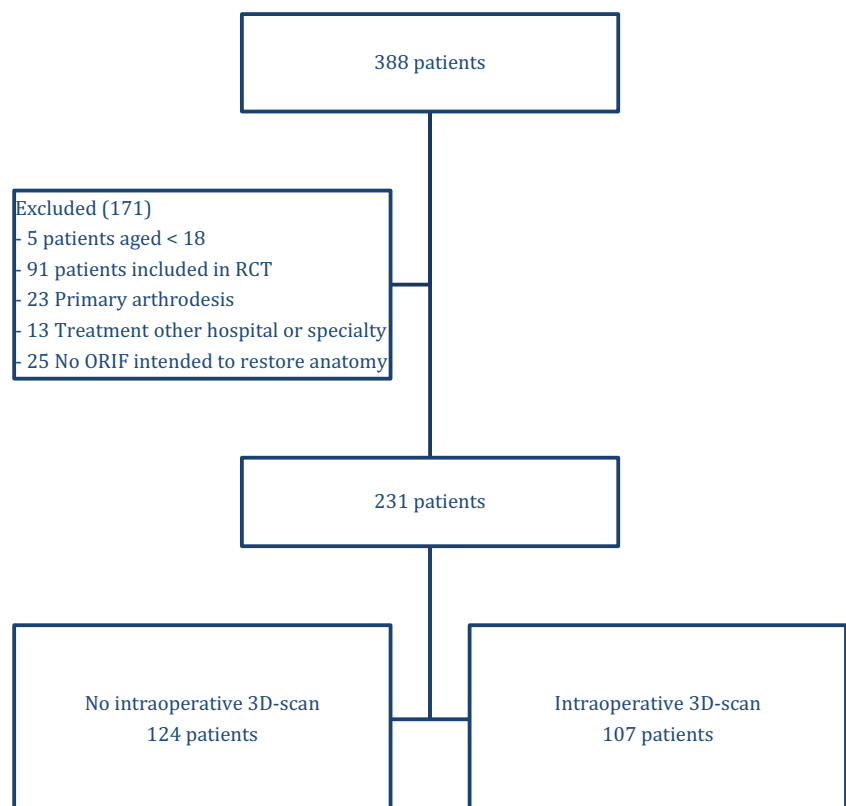 388 patients
Excluded (171)
- 5 patients aged < 18
- 91 patients included in RCT
- 23 Primary arthrodesis
- 13 Treatment other hospital or specialty
- 25 No ORIF intended to restore anatomy
231 patients
No intraoperative 3D-scan
124 patients
Intraoperative 3D-scan
107 patients